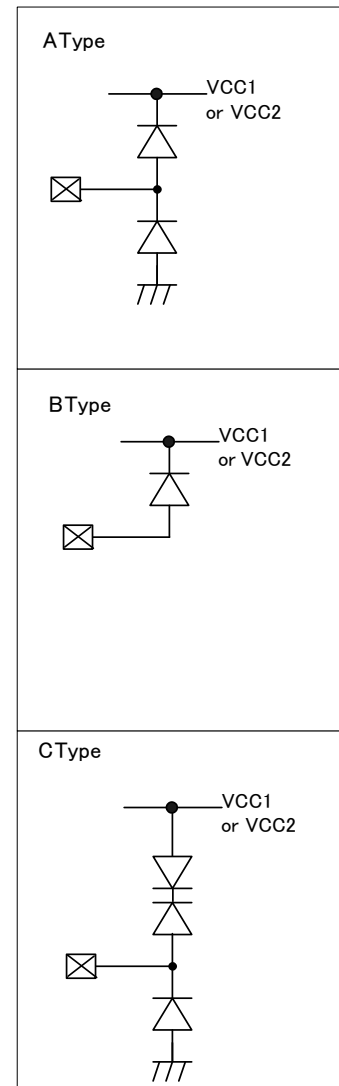 AType
VCC1
or VCC2
BType
VCC1
or VCC2
CType
VCC1
or VCC2